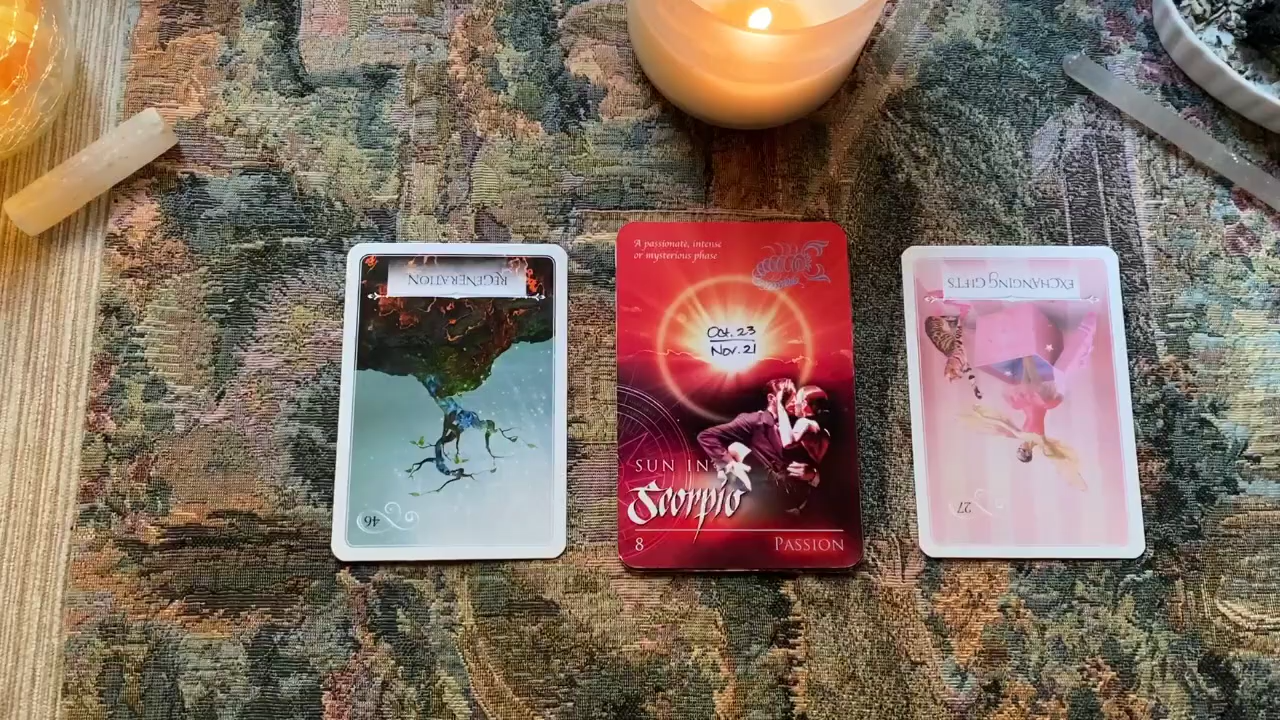 REGENERATION
46
A passionate, intense
or mysterious phase
Oct. 23
Nov. 21
SUN IN
Scorpio
8
PASSION
EXCHANGING GIFTS
27